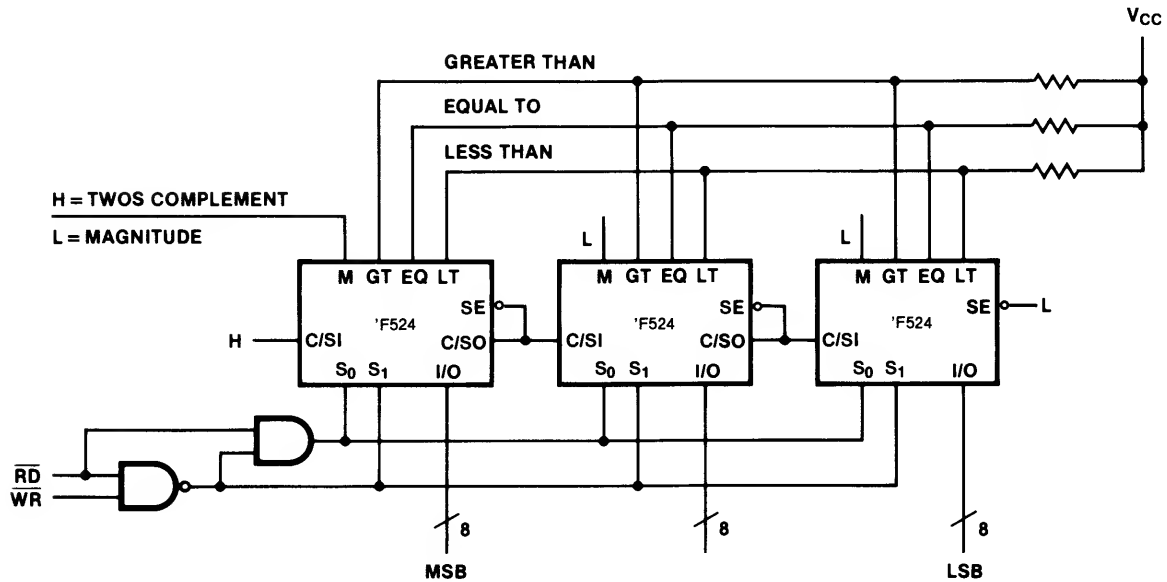 VCC
GREATER THAN
EQUAL TO
LESS THAN
H = TWOS COMPLEMENT
L = MAGNITUDE
L
L
M GT EQ LT
M GT EQ LT
M GT EQ LT
SE
SE
SE
L
'F524
'F524
'F524
H
C/SI
C/SO
C/SI
C/SO
C/SI
S0 S1 I/O
S0 S1 I/O
S0 S1 I/O
RD
WR
8
8
8
MSB
LSB